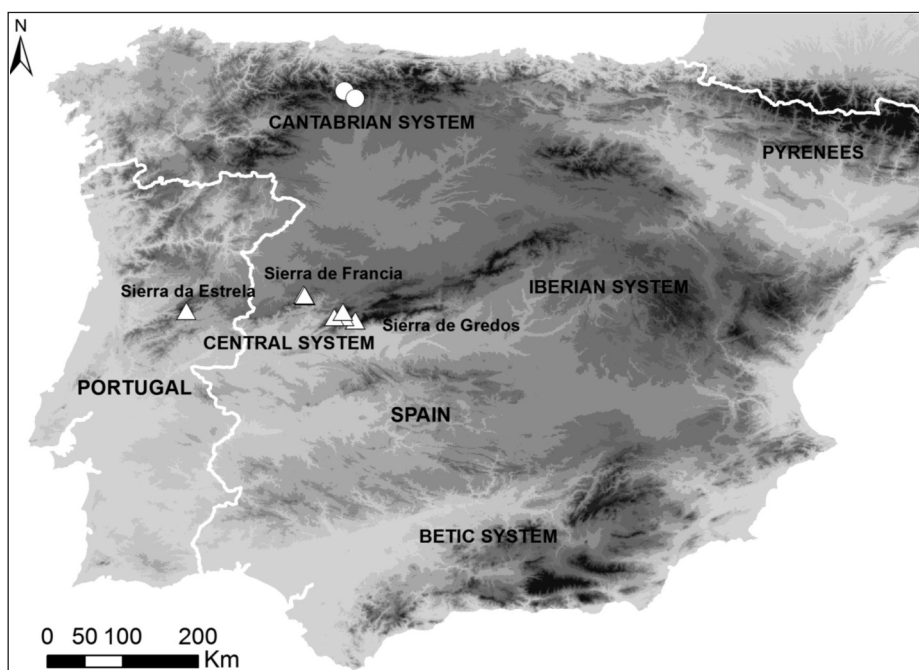 N
CANTABRIAN SYSTEM
PYRENEES
Sierra de Francia
Sierra da Estrela
IBERIAN SYSTEM
Sierra de Gredos
CENTRAL SYSTEM
PORTUGAL
SPAIN
BETIC SYSTEM
0 50 100 200
Km